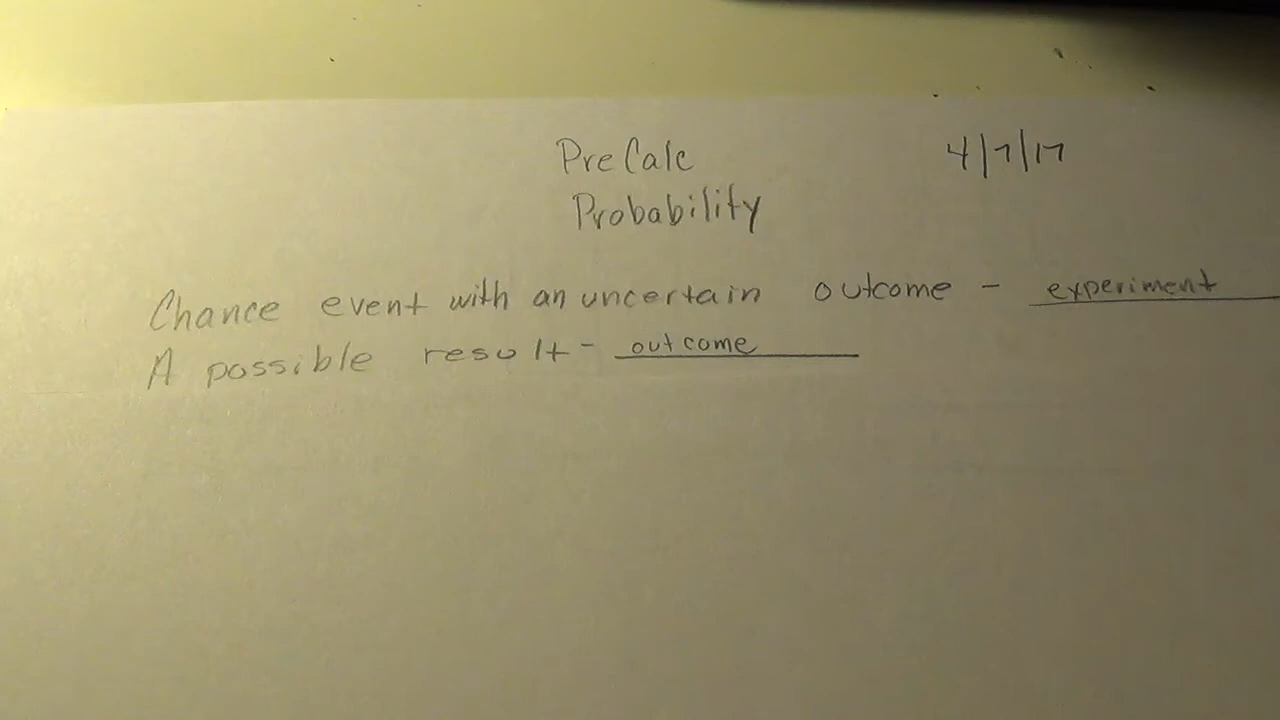 PreCalc 4/7/17
Probability
Chance event with an uncertain outcome - experiment
A possible result - outcome